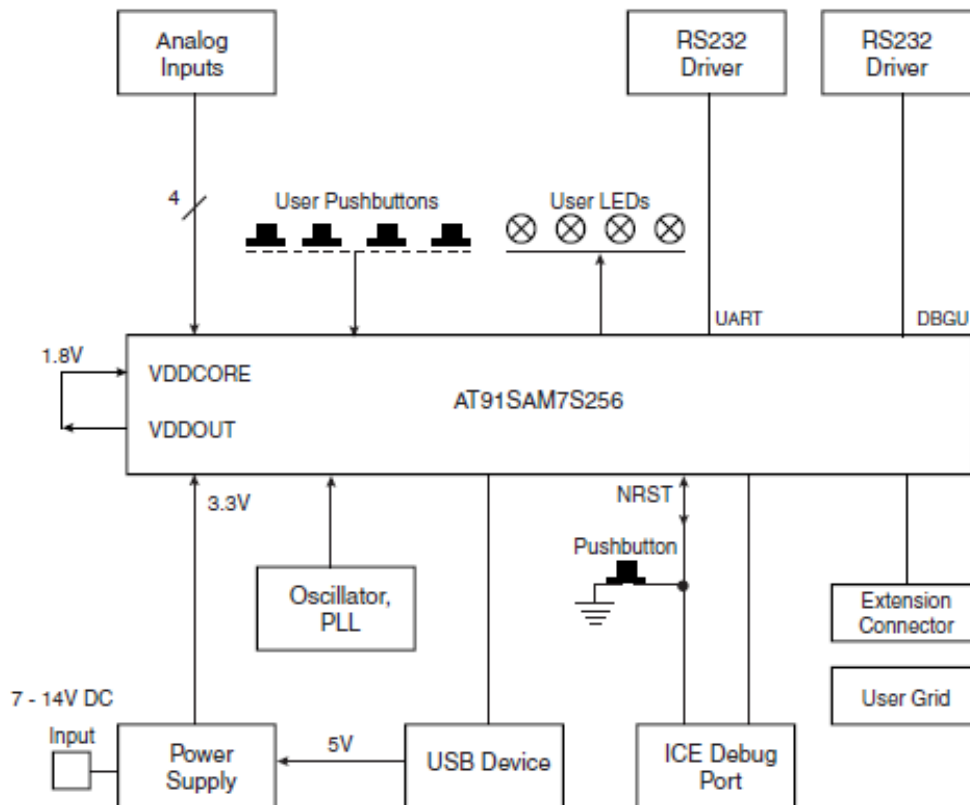 Analog
Inputs
RS232
Driver
RS232
Driver
4
User Pushbuttons
User LEDs
UART
DBGU
1.8V
VDDCORE
AT91SAM7S256
VDDOUT
3.3V
NRST
Pushbutton
Oscillator,
PLL
Extension
Connector
7 - 14V DC
User Grid
Input
Power
Supply
5V
USB Device
ICE Debug
Port